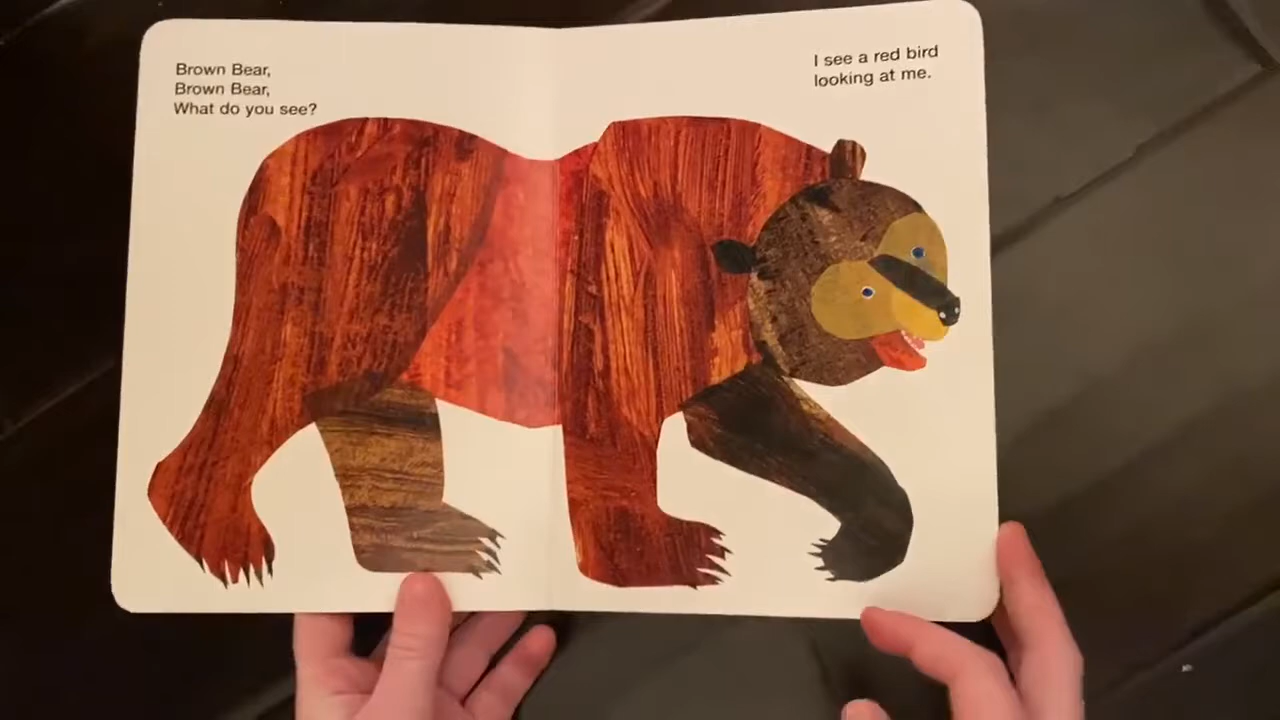 Brown Bear,
Brown Bear,
What do you see?
I see a red bird
looking at me.